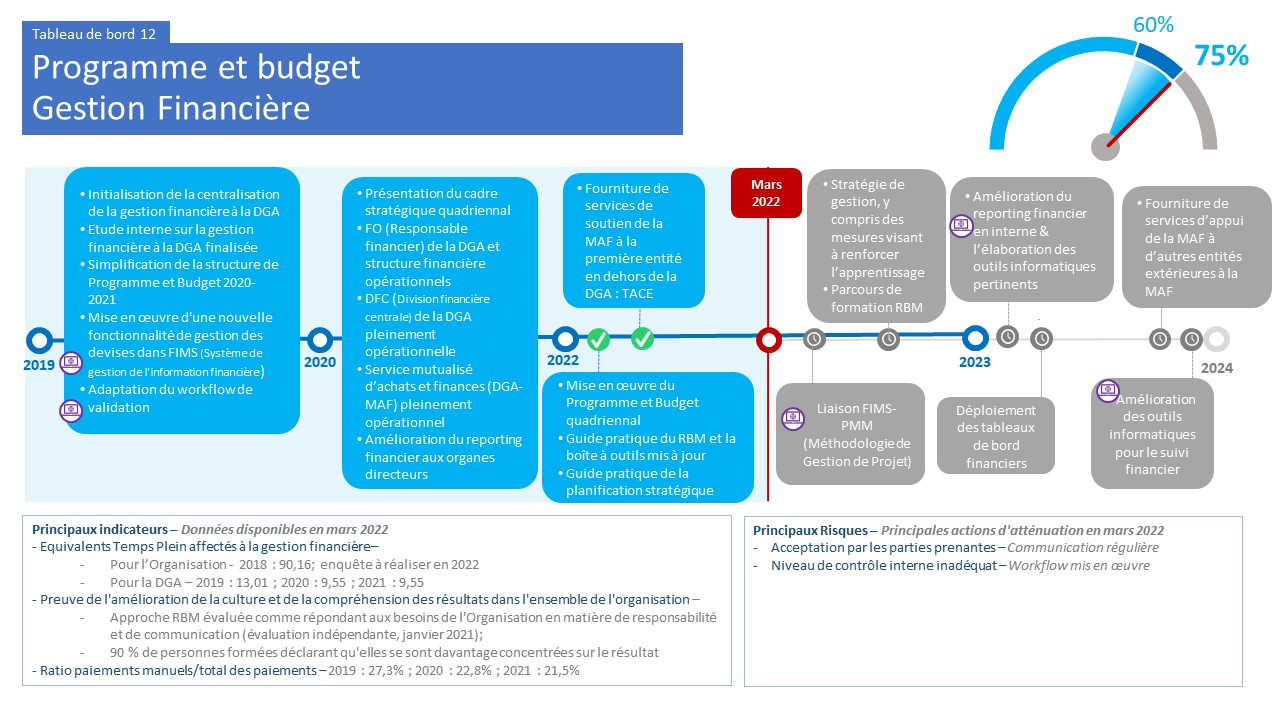 Tableau de bord 12
Programme et budget
Gestion Financière
60%
75%
• Initialisation de la centralisation
de la gestion financière à la DGA
• Etude interne sur la gestion
financière à la DGA finalisée
• Simplification de la structure de
Programme et Budget 2020-
2021
• Mise en œuvre d'une nouvelle
fonctionnalité de gestion des
devises dans FIMS (Système de
gestion de l'information financière)
• Adaptation du workflow de
validation
• Présentation du cadre
stratégique quadriennal
• FO (Responsable
financier) de la DGA et
structure financière
opérationnels
• DFC (Division financière
centrale) de la DGA
pleinement
opérationnelle
• Service mutualisé
d'achats et finances (DGA-
MAF) pleinement
opérationnel
• Amélioration du reporting
financier aux organes
directeurs
• Fourniture de
services de
soutien de la
MAF à la
première entité
en dehors de la
DGA : TACE
Mars
2022
• Stratégie de
gestion, y
compris des
mesures visant
à renforcer
l'apprentissage
• Parcours de
formation RBM
• Amélioration du
reporting financier
en interne &
l'élaboration des
outils informatiques
pertinents
• Fourniture de
services d'appui
de la MAF à
d'autres entités
extérieures à la
MAF
2019
2020
2022
2023
2024
• Mise en œuvre du
Programme et Budget
quadriennal
• Guide pratique du RBM et la
boîte à outils mis à jour
• Guide pratique de la
planification stratégique
Liaison FIMS-
PMM
(Méthodologie de
Gestion de Projet)
Déploiement
des tableaux
de bord
financiers
Amélioration
des outils
informatiques
pour le suivi
financier
Principaux indicateurs – Données disponibles en mars 2022
- Equivalents Temps Plein affectés à la gestion financière–
- Pour l'Organisation - 2018 : 90,16; enquête à réaliser en 2022
- Pour la DGA – 2019 : 13,01 ; 2020 : 9,55 ; 2021 : 9,55
- Preuve de l'amélioration de la culture et de la compréhension des résultats dans l'ensemble de l'organisation –
- Approche RBM évaluée comme répondant aux besoins de l'Organisation en matière de responsabilité
et de communication (évaluation indépendante, janvier 2021);
- 90 % de personnes formées déclarant qu'elles se sont davantage concentrées sur le résultat
- Ratio paiements manuels/total des paiements – 2019 : 27,3% ; 2020 : 22,8% ; 2021 : 21,5%
Principaux Risques – Principales actions d'atténuation en mars 2022
- Acceptation par les parties prenantes – Communication régulière
- Niveau de contrôle interne inadéquat – Workflow mis en œuvre